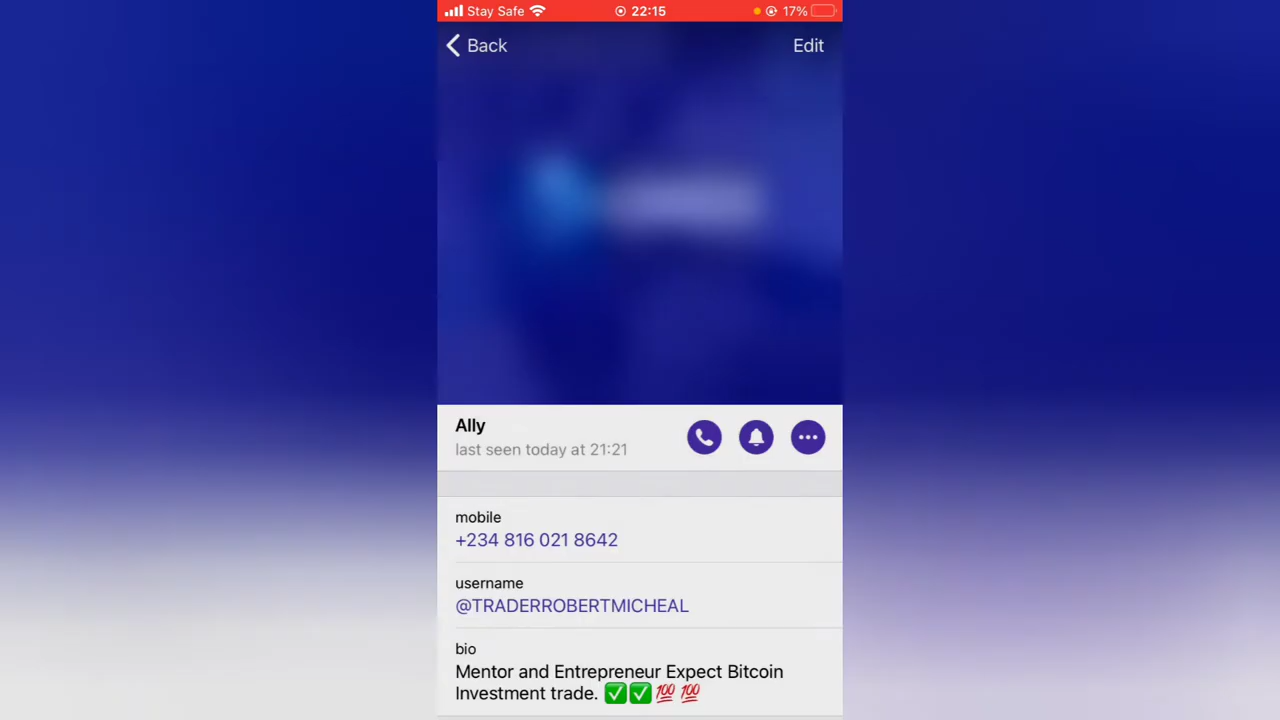 Stay Safe 22:15 17%
Back Edit
Ally
last seen today at 21:21
mobile
+234 816 021 8642
username
@TRADERROBERTMICHEAL
bio
Mentor and Entrepreneur Expect Bitcoin
Investment trade. ✅✅💯💯